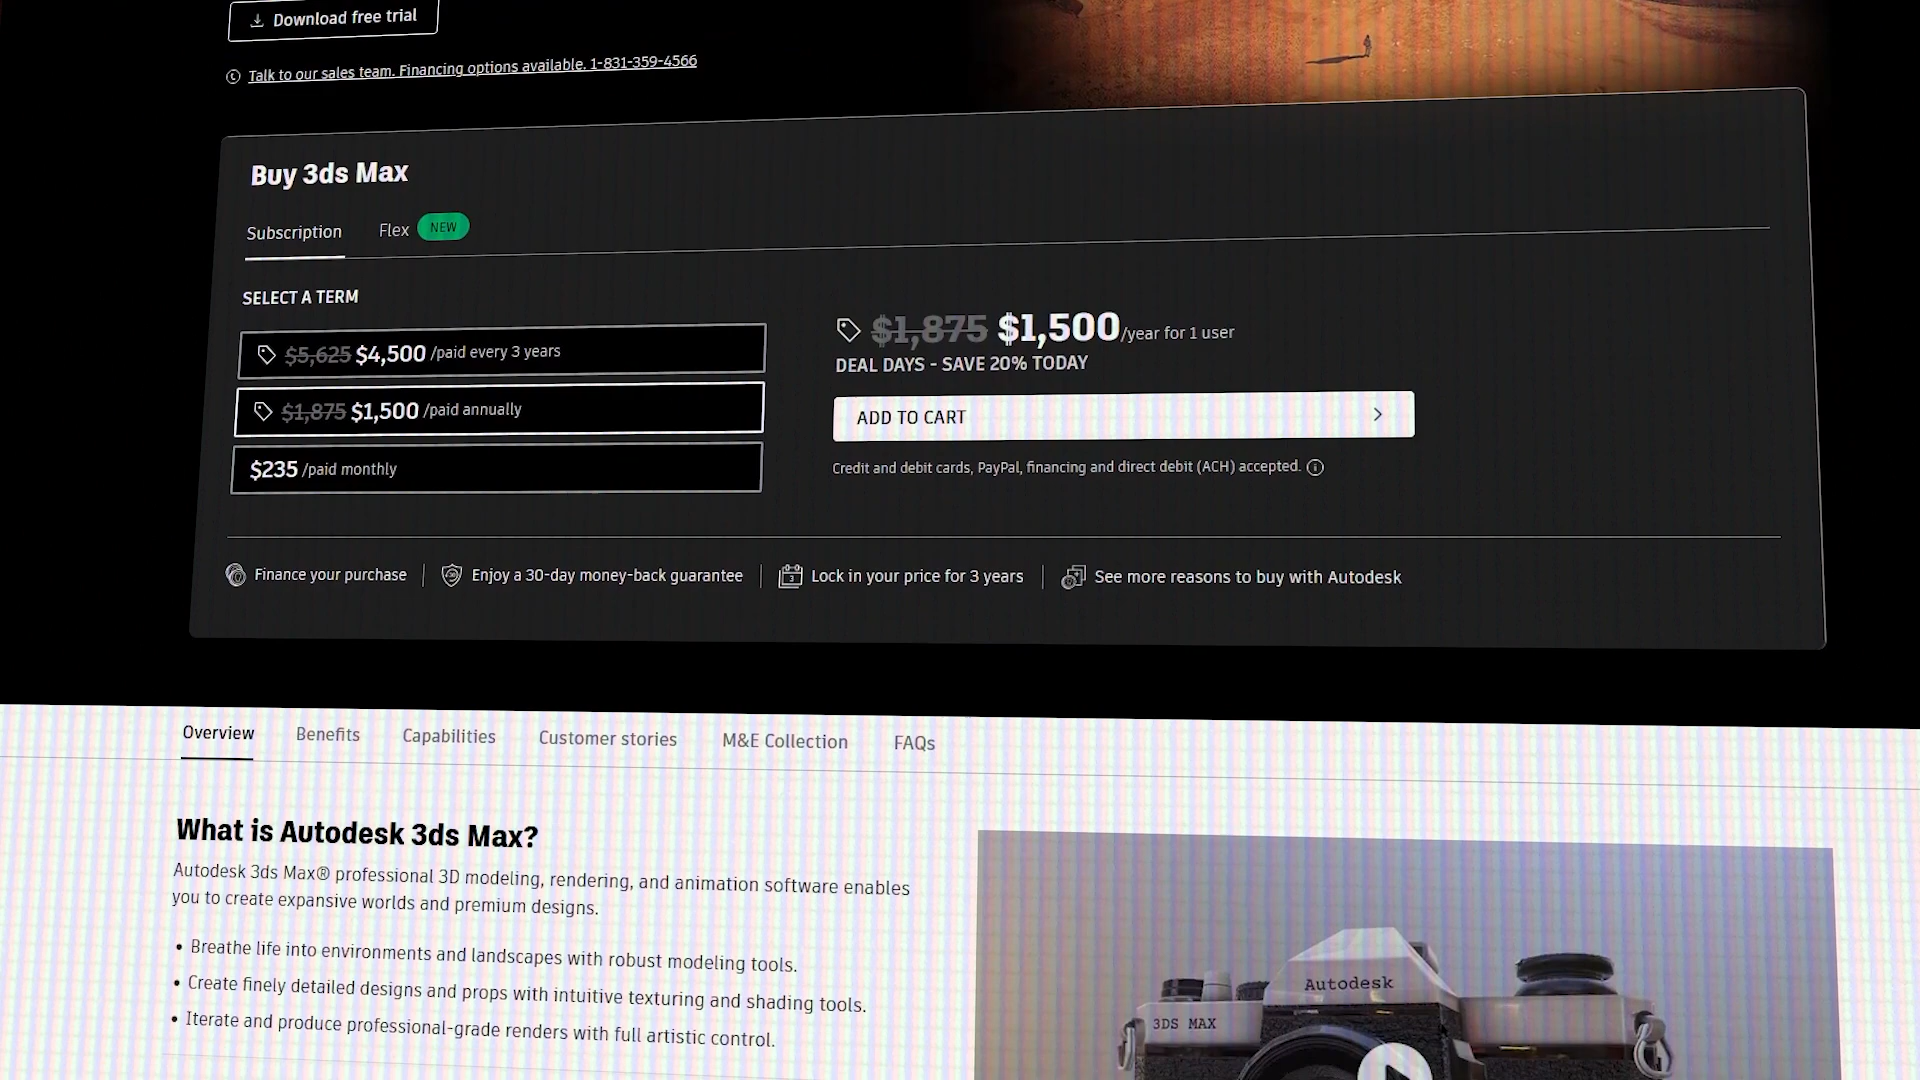 Download free trial
Talk to our sales team. Financing options available. 1-831-359-4566
Buy 3ds Max
Subscription
Flex NEW
SELECT A TERM
$5,625 $4,500 /paid every 3 years
$1,875 $1,500 /paid annually
$235 /paid monthly
$1,875 $1,500/year for 1 user
DEAL DAYS - SAVE 20% TODAY
ADD TO CART
Credit and debit cards, PayPal, financing and direct debit (ACH) accepted.
Finance your purchase
Enjoy a 30-day money-back guarantee
Lock in your price for 3 years
See more reasons to buy with Autodesk
Overview
Benefits
Capabilities
Customer stories
M&E Collection
FAQs
What is Autodesk 3ds Max?
Autodesk 3ds Max® professional 3D modeling, rendering, and animation software enables
you to create expansive worlds and premium designs.
• Breathe life into environments and landscapes with robust modeling tools.
• Create finely detailed designs and props with intuitive texturing and shading tools.
• Iterate and produce professional-grade renders with full artistic control.
Autodesk
3DS MAX